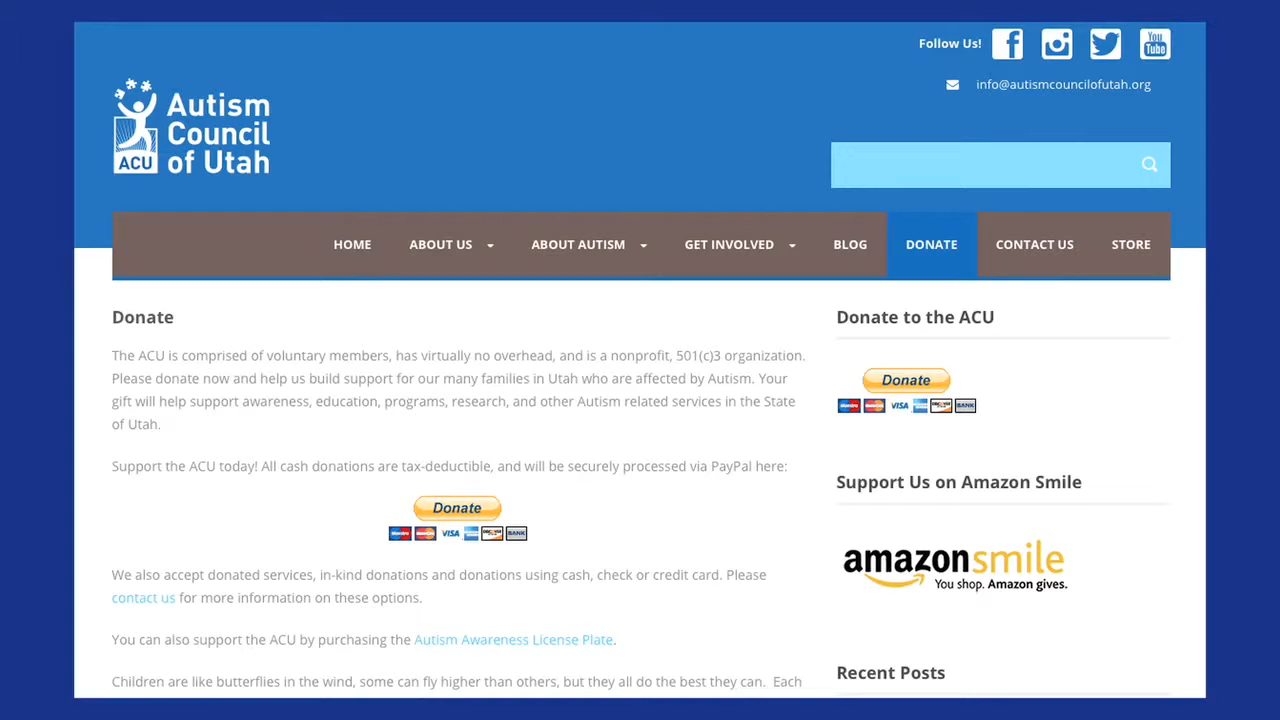 Follow Us!
You Tube
info@autismcouncilofutah.org
ACU
Autism
Council
of Utah
HOME ABOUT US ABOUT AUTISM GET INVOLVED BLOG DONATE CONTACT US STORE
Donate
The ACU is comprised of voluntary members, has virtually no overhead, and is a nonprofit, 501(c)3 organization.
Please donate now and help us build support for our many families in Utah who are affected by Autism. Your
gift will help support awareness, education, programs, research, and other Autism related services in the State
of Utah.
Support the ACU today! All cash donations are tax-deductible, and will be securely processed via PayPal here:
Donate
VISA
BANK
We also accept donated services, in-kind donations and donations using cash, check or credit card. Please
contact us for more information on these options.
You can also support the ACU by purchasing the Autism Awareness License Plate.
Children are like butterflies in the wind, some can fly higher than others, but they all do the best they can. Each
Donate to the ACU
Donate
VISA
BANK
Support Us on Amazon Smile
amazonsmile
You shop. Amazon gives.
Recent Posts